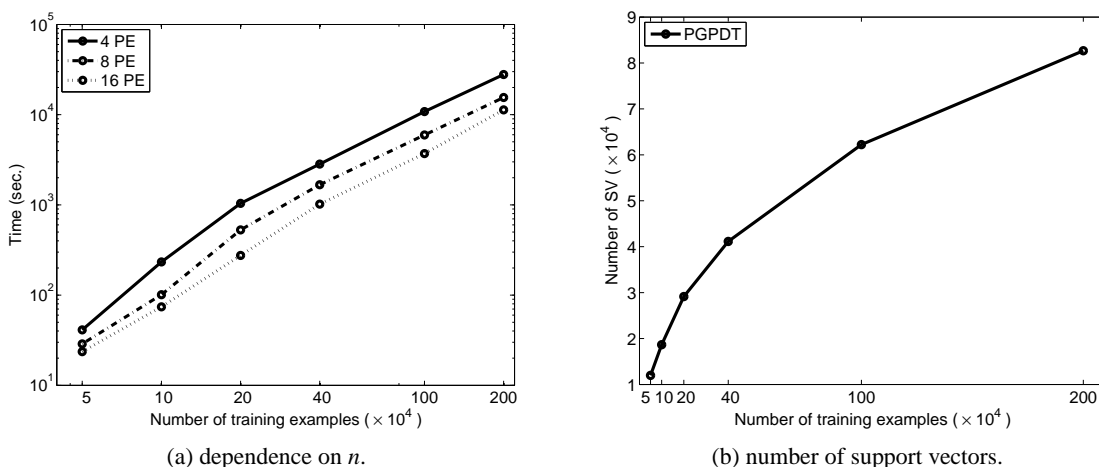 10^5
10^4
10^3
10^2
10^1
Time (sec.)
4 PE
8 PE
16 PE
5 10 20 40 100 200
Number of training examples (× 10^4)
(a) dependence on n.
9
8
7
6
5
4
3
2
1
Number of SV (× 10^4)
PGPDT
5 10 20 40 100 200
Number of training examples (× 10^4)
(b) number of support vectors.